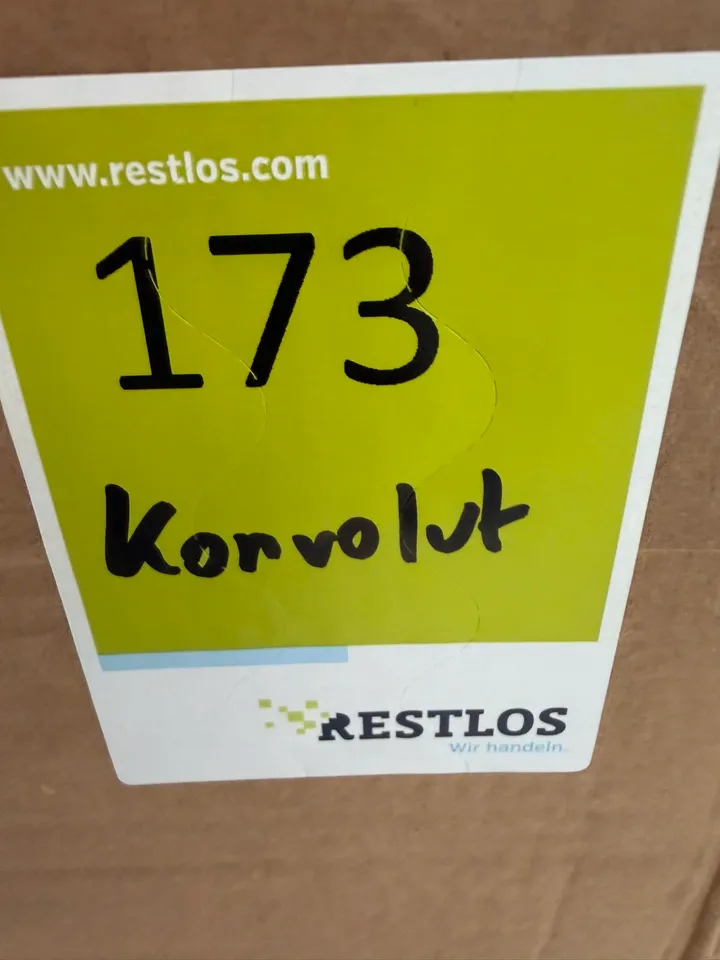 www.restlos.com
173
Konvolut
RESTLOS
Wir handeln.